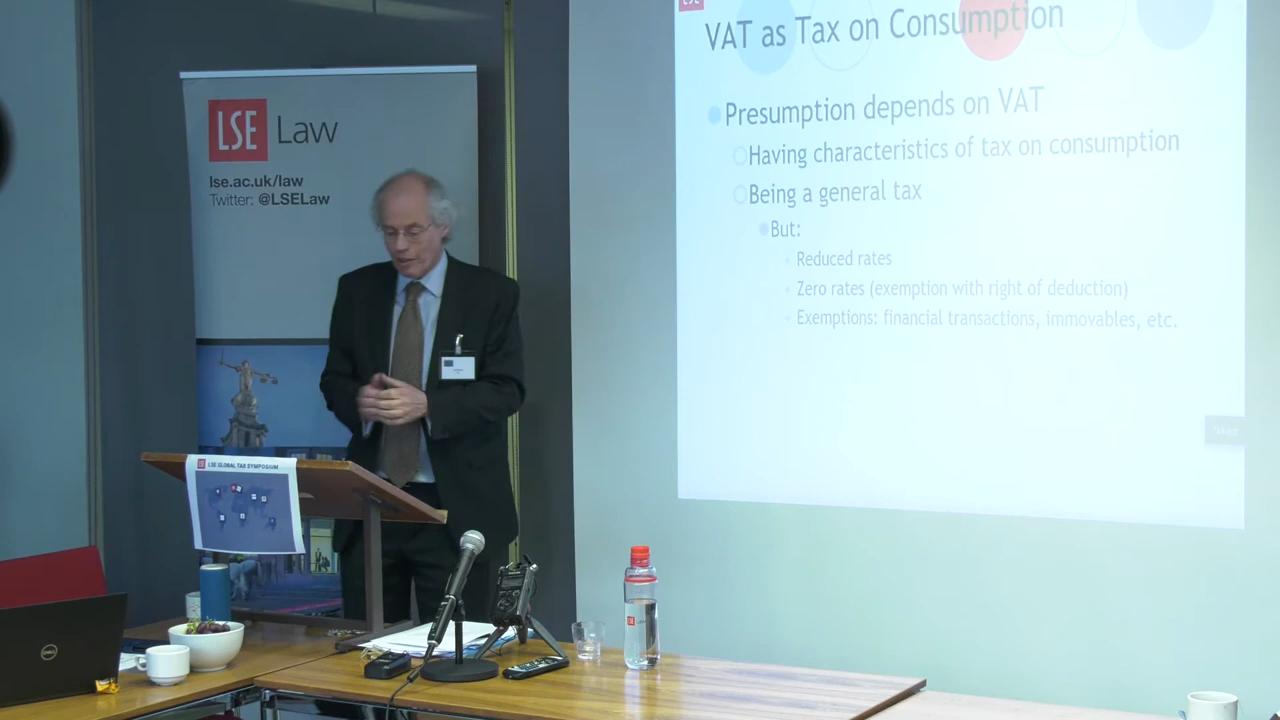 LSE Law
lse.ac.uk/law
Twitter: @LSELaw
LSE GLOBAL TAX SYMPOSIUM
VAT as Tax on Consumption
Presumption depends on VAT
Having characteristics of tax on consumption
Being a general tax
But:
Reduced rates
Zero rates (exemption with right of deduction)
Exemptions: financial transactions, immovables, etc.
DELL
LSE